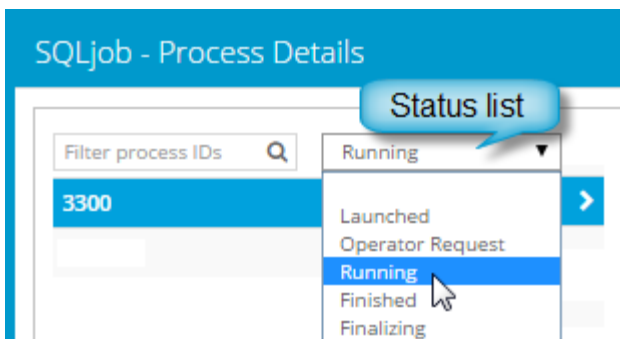 SQLjob - Process Details
Status list
Filter process IDs
Running
3300
Launched
Operator Request
Running
Finished
Finalizing